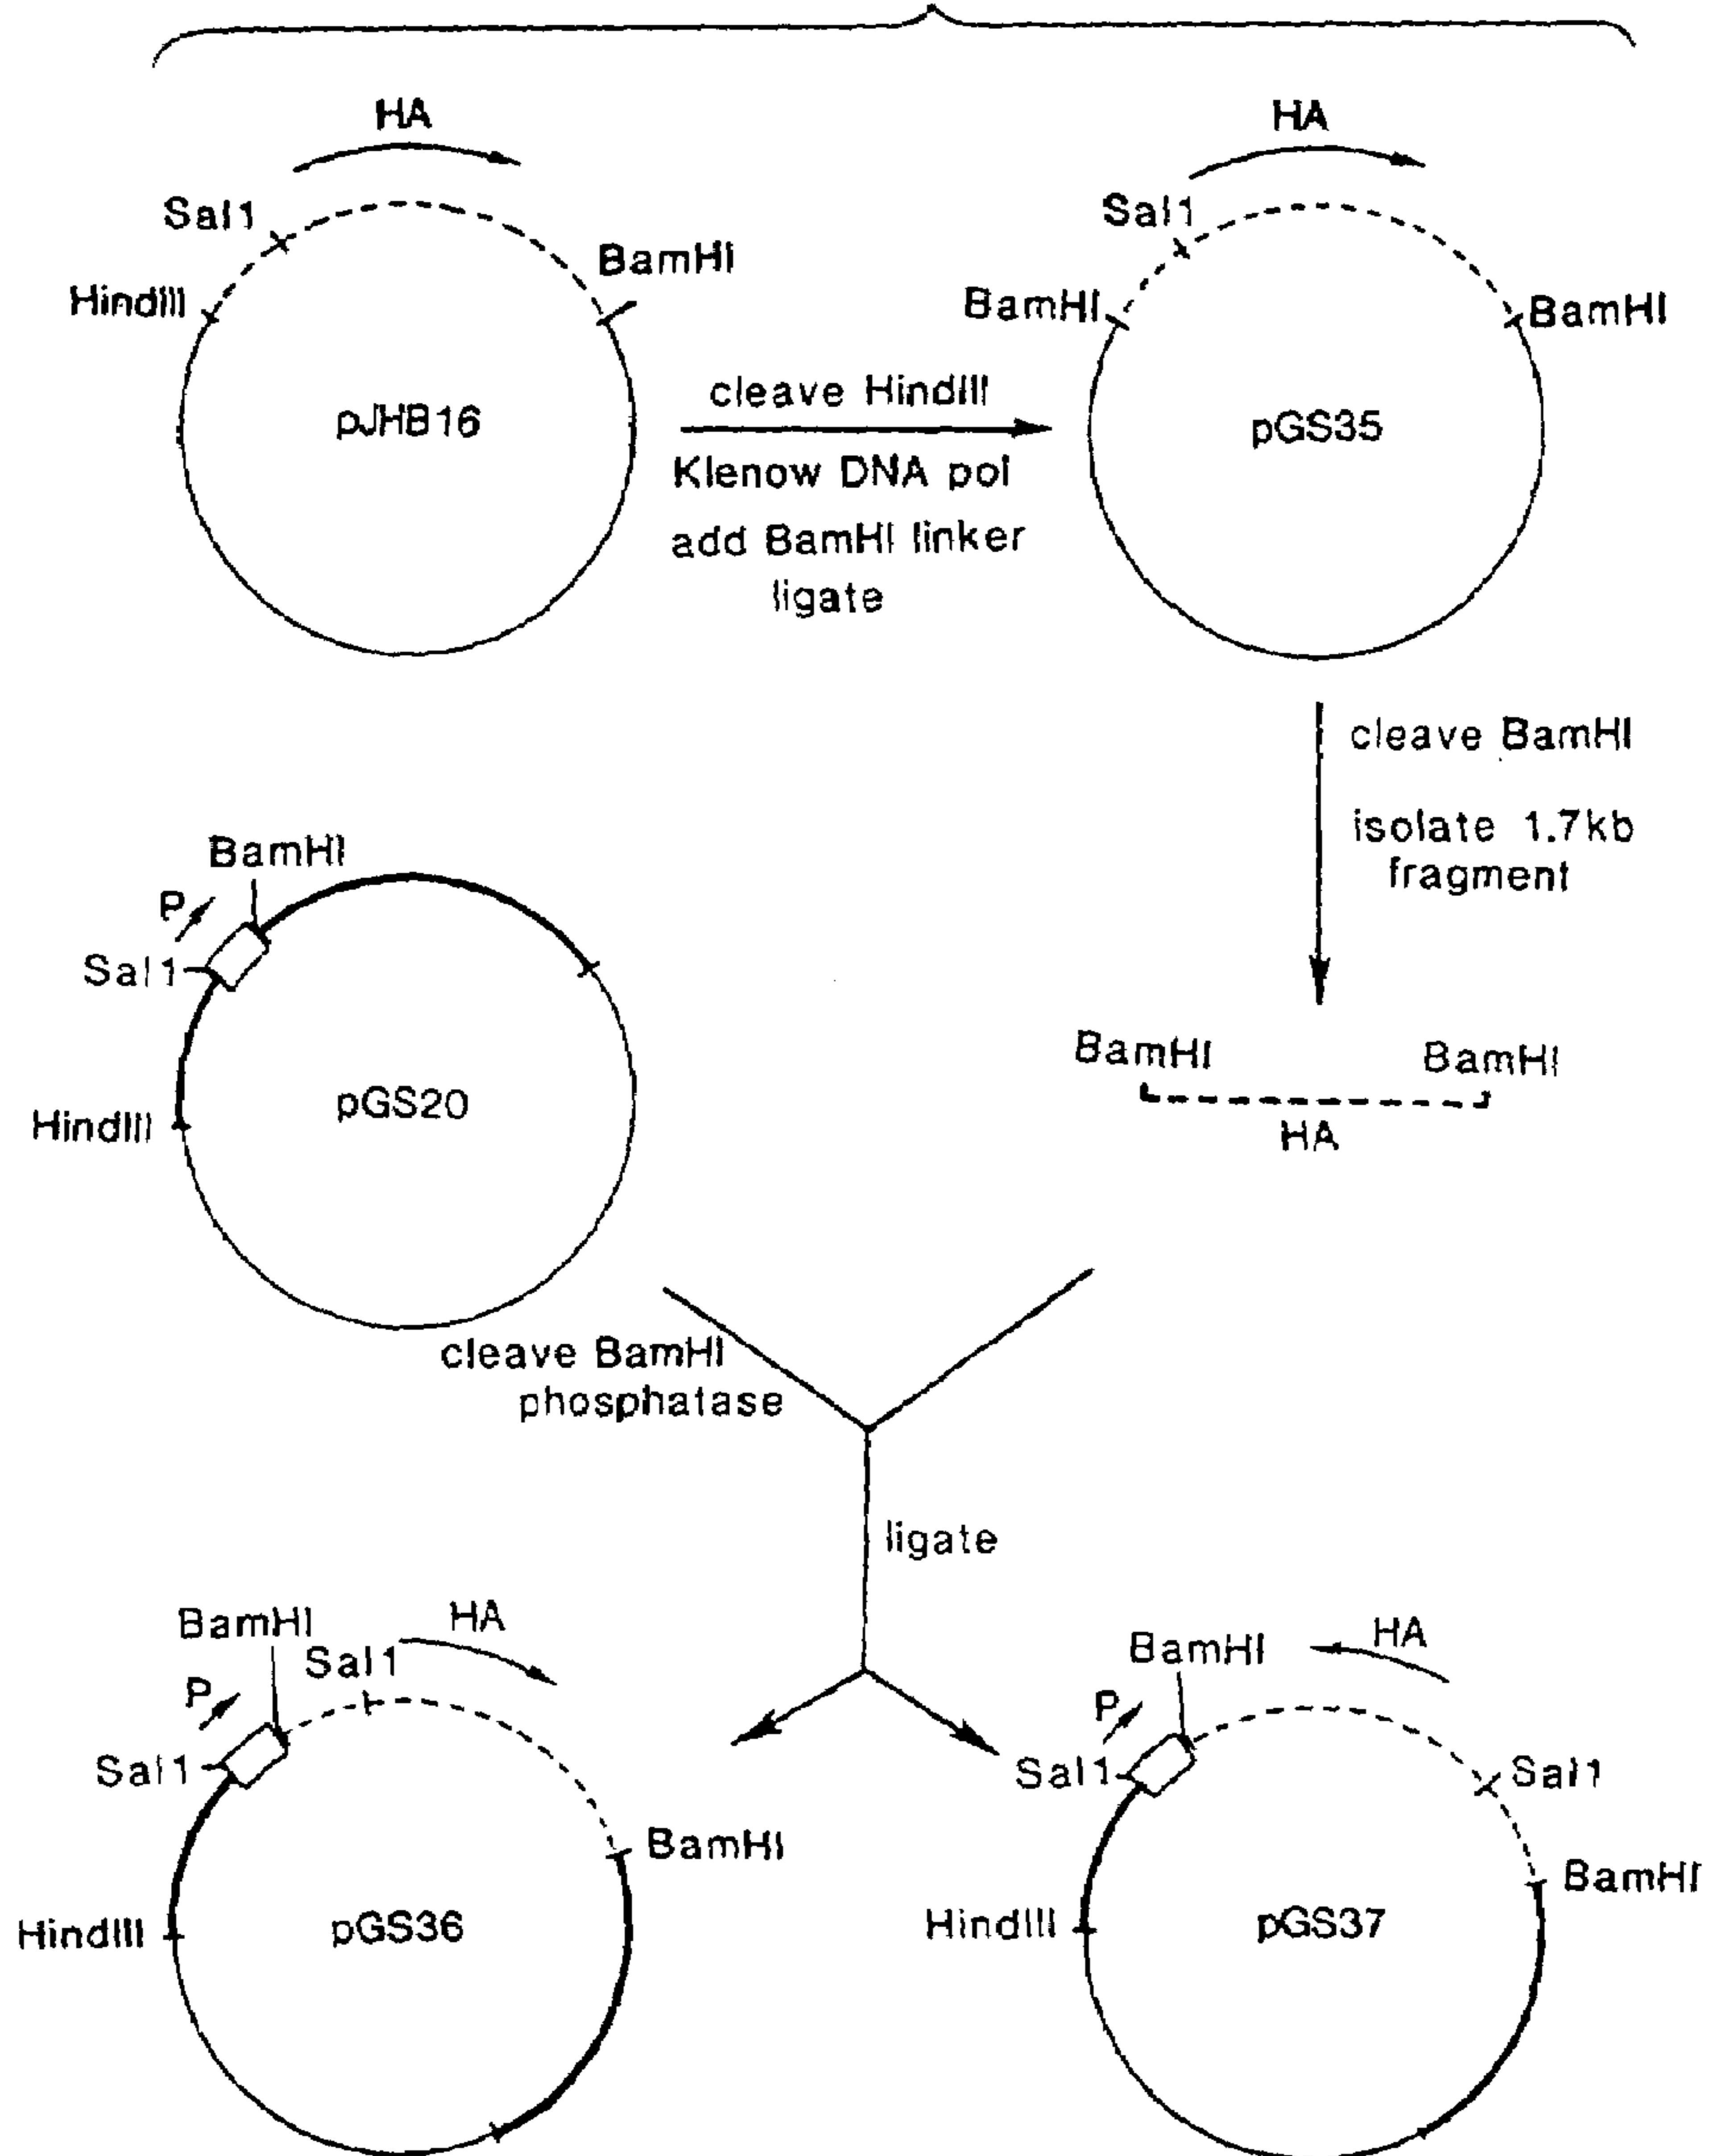 HA
Sal1
HindIII
BamHI
pJHB16
cleave HindIII
Klenow DNA pol
add BamHI linker
ligate
HA
Sal1
BamHI
BamHI
pGS35
cleave BamHI
isolate 1.7kb
fragment
BamHI
P
Sal1
HindIII
pGS20
BamHI
BamHI
HA
cleave BamHI
phosphatase
ligate
BamHI
HA
Sal1
P
Sal1
BamHI
HindIII
pGS36
BamHI
HA
P
Sal1
Sal1
BamHI
HindIII
pGS37